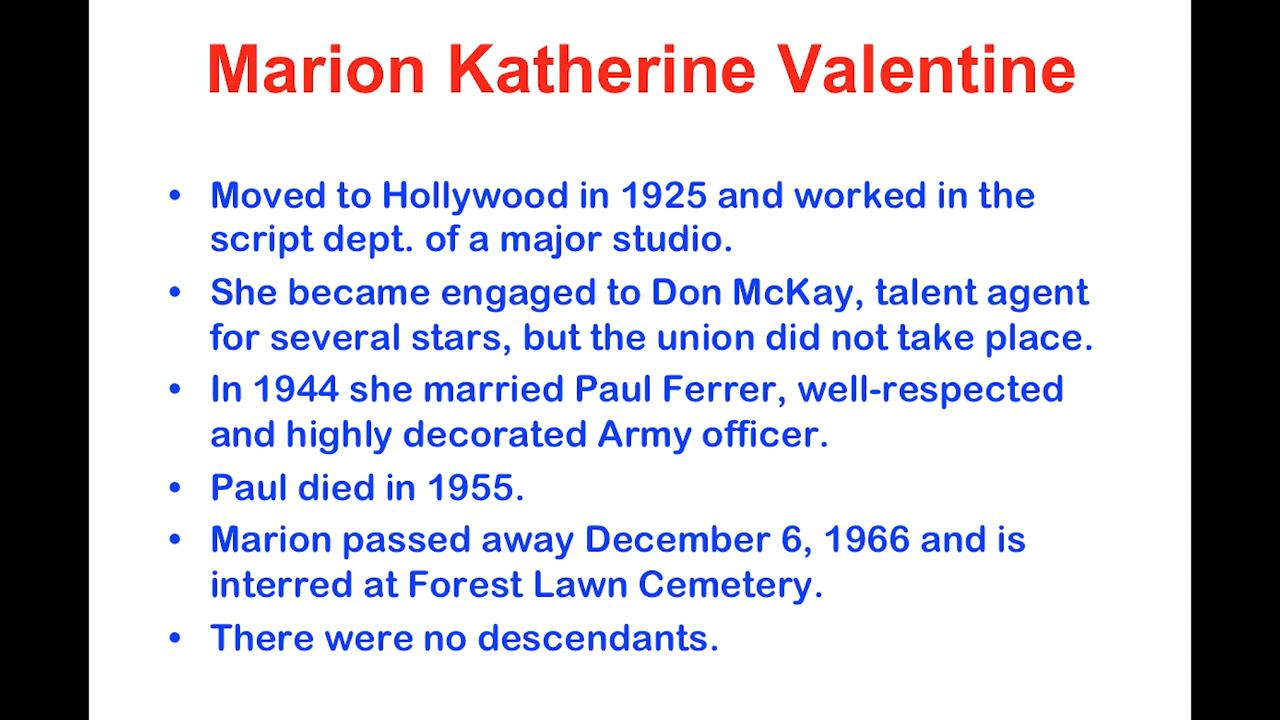 Marion Katherine Valentine
• Moved to Hollywood in 1925 and worked in the
script dept. of a major studio.
• She became engaged to Don McKay, talent agent
for several stars, but the union did not take place.
• In 1944 she married Paul Ferrer, well-respected
and highly decorated Army officer.
• Paul died in 1955.
• Marion passed away December 6, 1966 and is
interred at Forest Lawn Cemetery.
• There were no descendants.